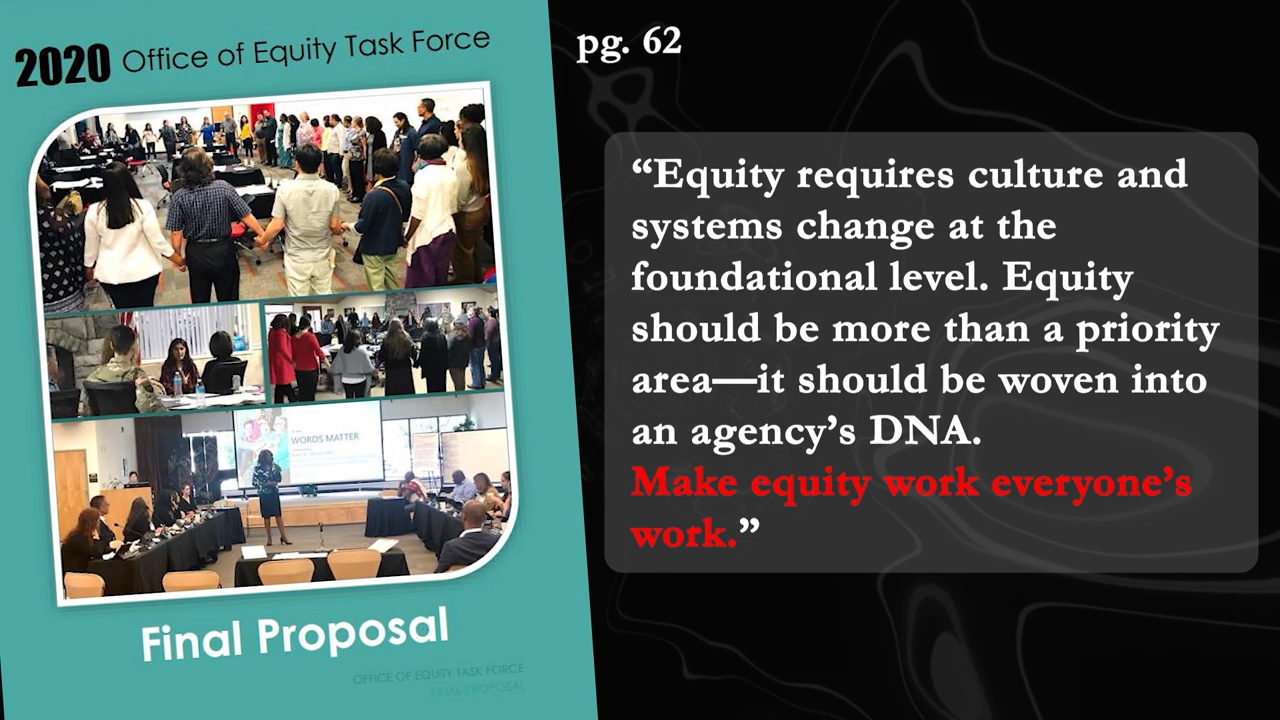 2020 Office of Equity Task Force
WORDS MATTER
Final Proposal
OFFICE OF EQUITY TASK FORCE
FINAL PROPOSAL
pg. 62
“Equity requires culture and
systems change at the
foundational level. Equity
should be more than a priority
area—it should be woven into
an agency’s DNA.
Make equity work everyone’s
work.”